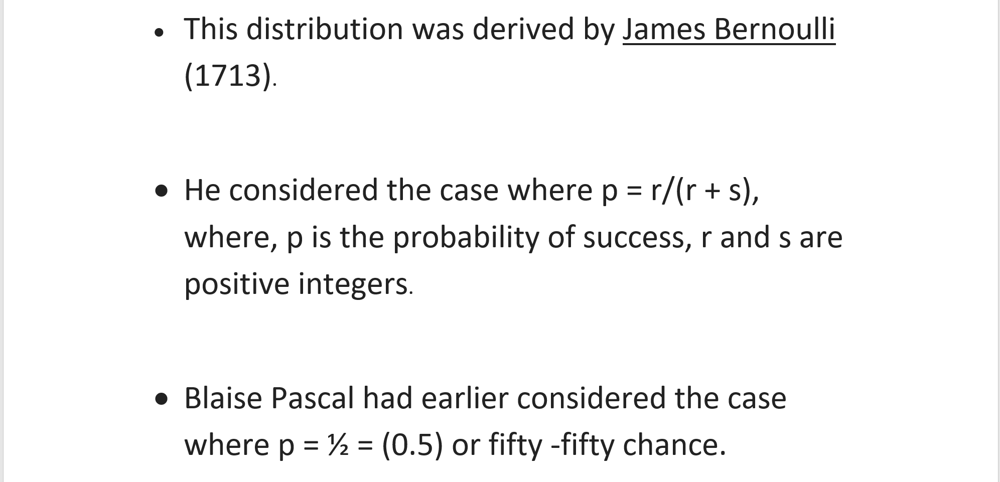 • This distribution was derived by James Bernoulli
(1713).
• He considered the case where p = r/(r + s),
where, p is the probability of success, r and s are
positive integers.
• Blaise Pascal had earlier considered the case
where p = ½ = (0.5) or fifty -fifty chance.